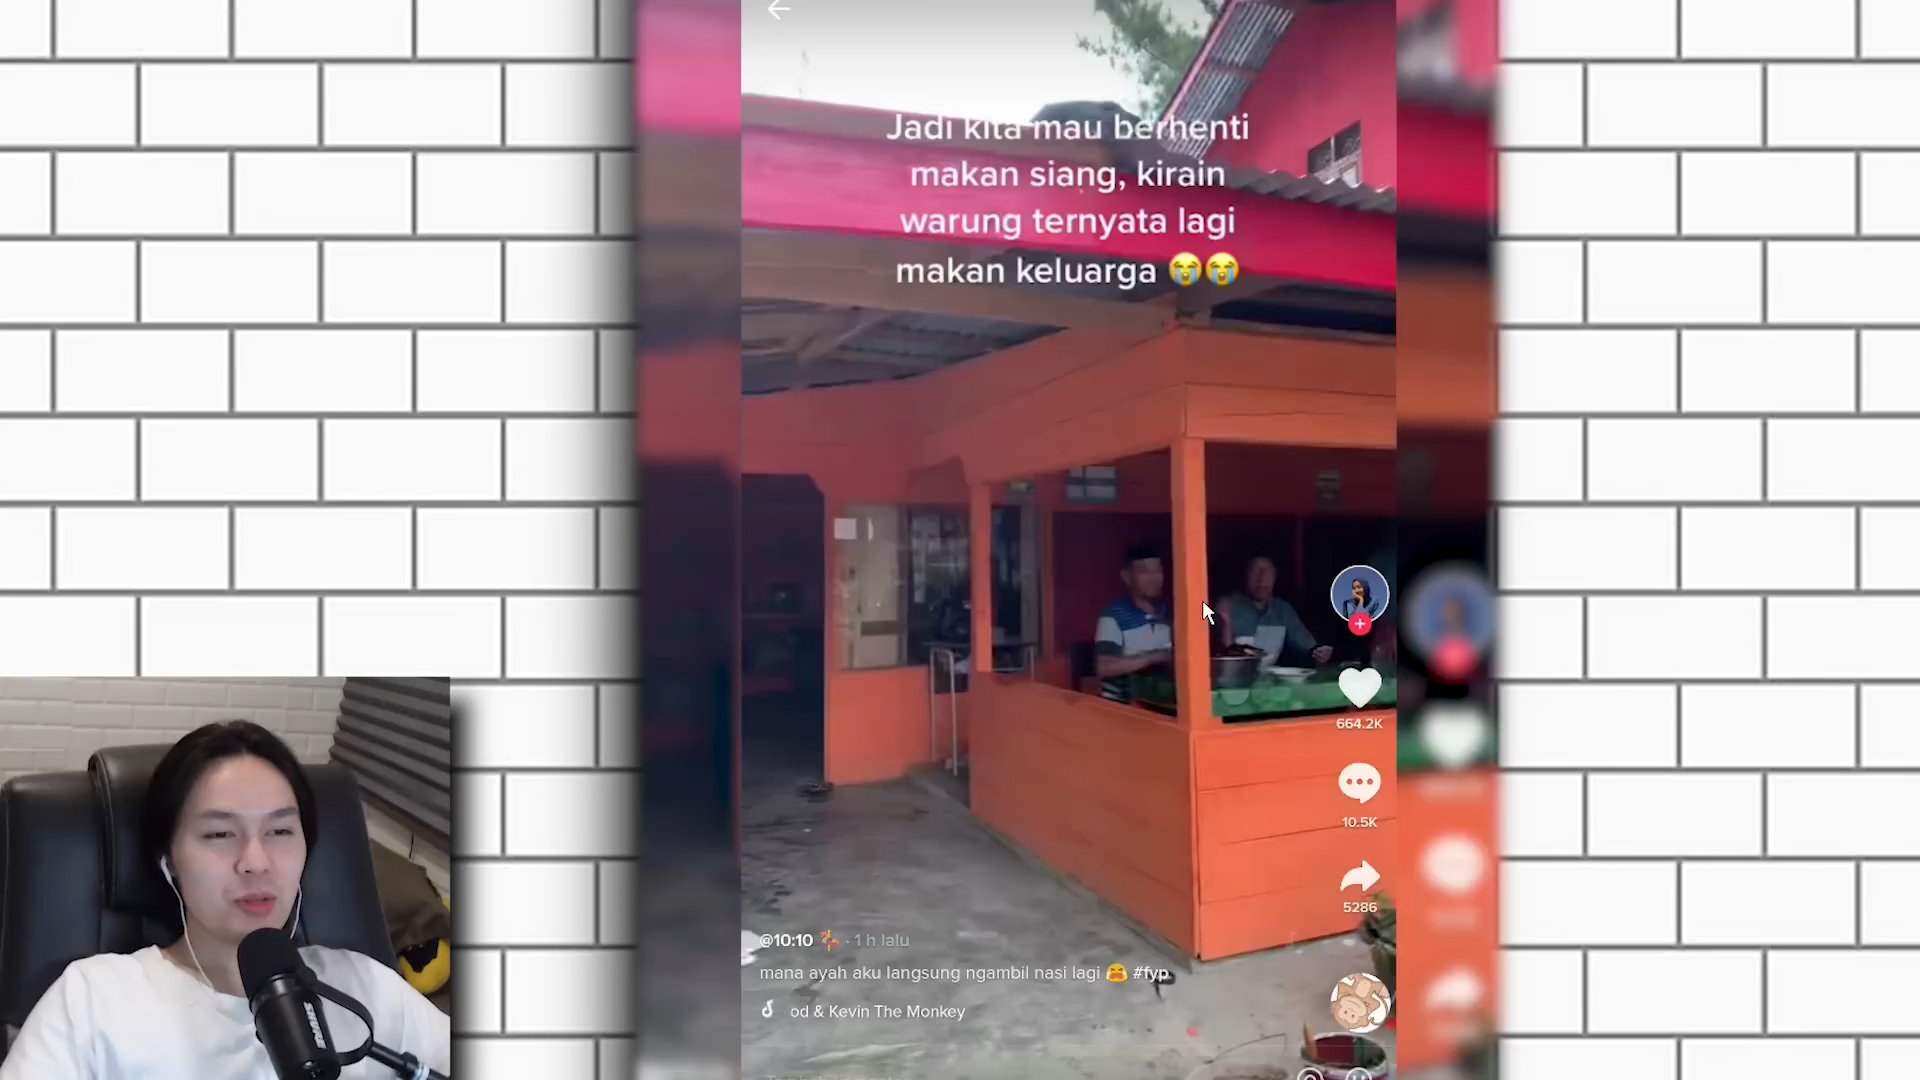 Jadi kita mau berhenti
makan siang, kirain
warung ternyata lagi
makan keluarga 😭😭
664.2K
10.5K
5286
@10:10 · 1 h lalu
mana ayah aku langsung ngambil nasi lagi 😫 #fyp
od & Kevin The Monkey